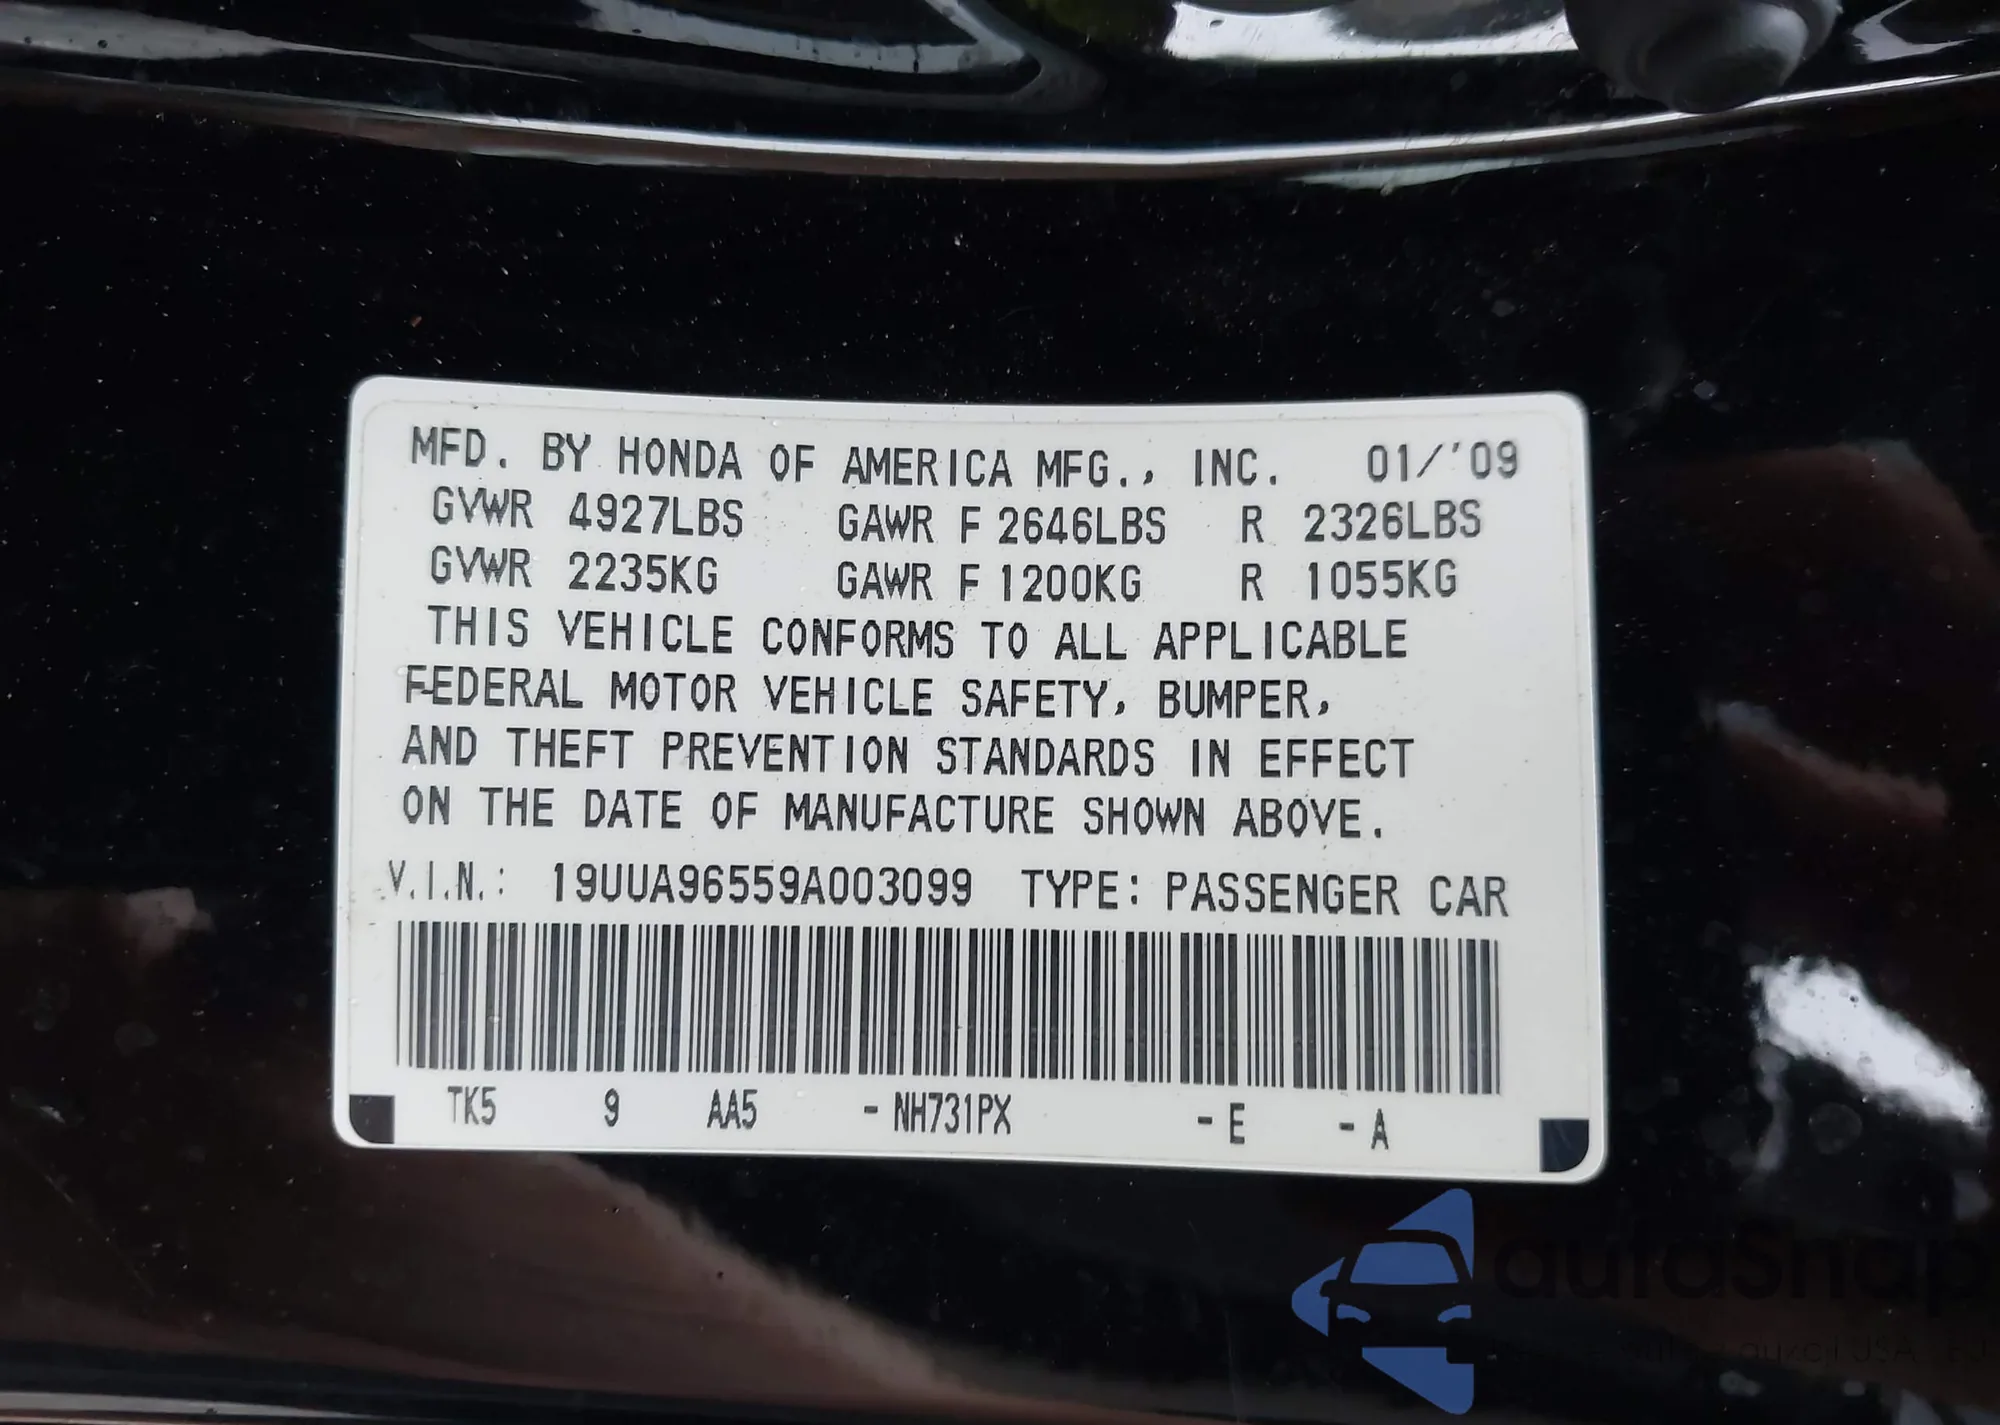 MFD. BY HONDA OF AMERICA MFG., INC. 01/'09
GVWR 4927LBS GAWR F 2646LBS R 2326LBS
GVWR 2235KG GAWR F 1200KG R 1055KG
THIS VEHICLE CONFORMS TO ALL APPLICABLE
FEDERAL MOTOR VEHICLE SAFETY, BUMPER,
AND THEFT PREVENTION STANDARDS IN EFFECT
ON THE DATE OF MANUFACTURE SHOWN ABOVE.
V.I.N.: 19UUA96559A003099 TYPE: PASSENGER CAR
TK5 9 AA5 - NH731PX - E - A
autosnap